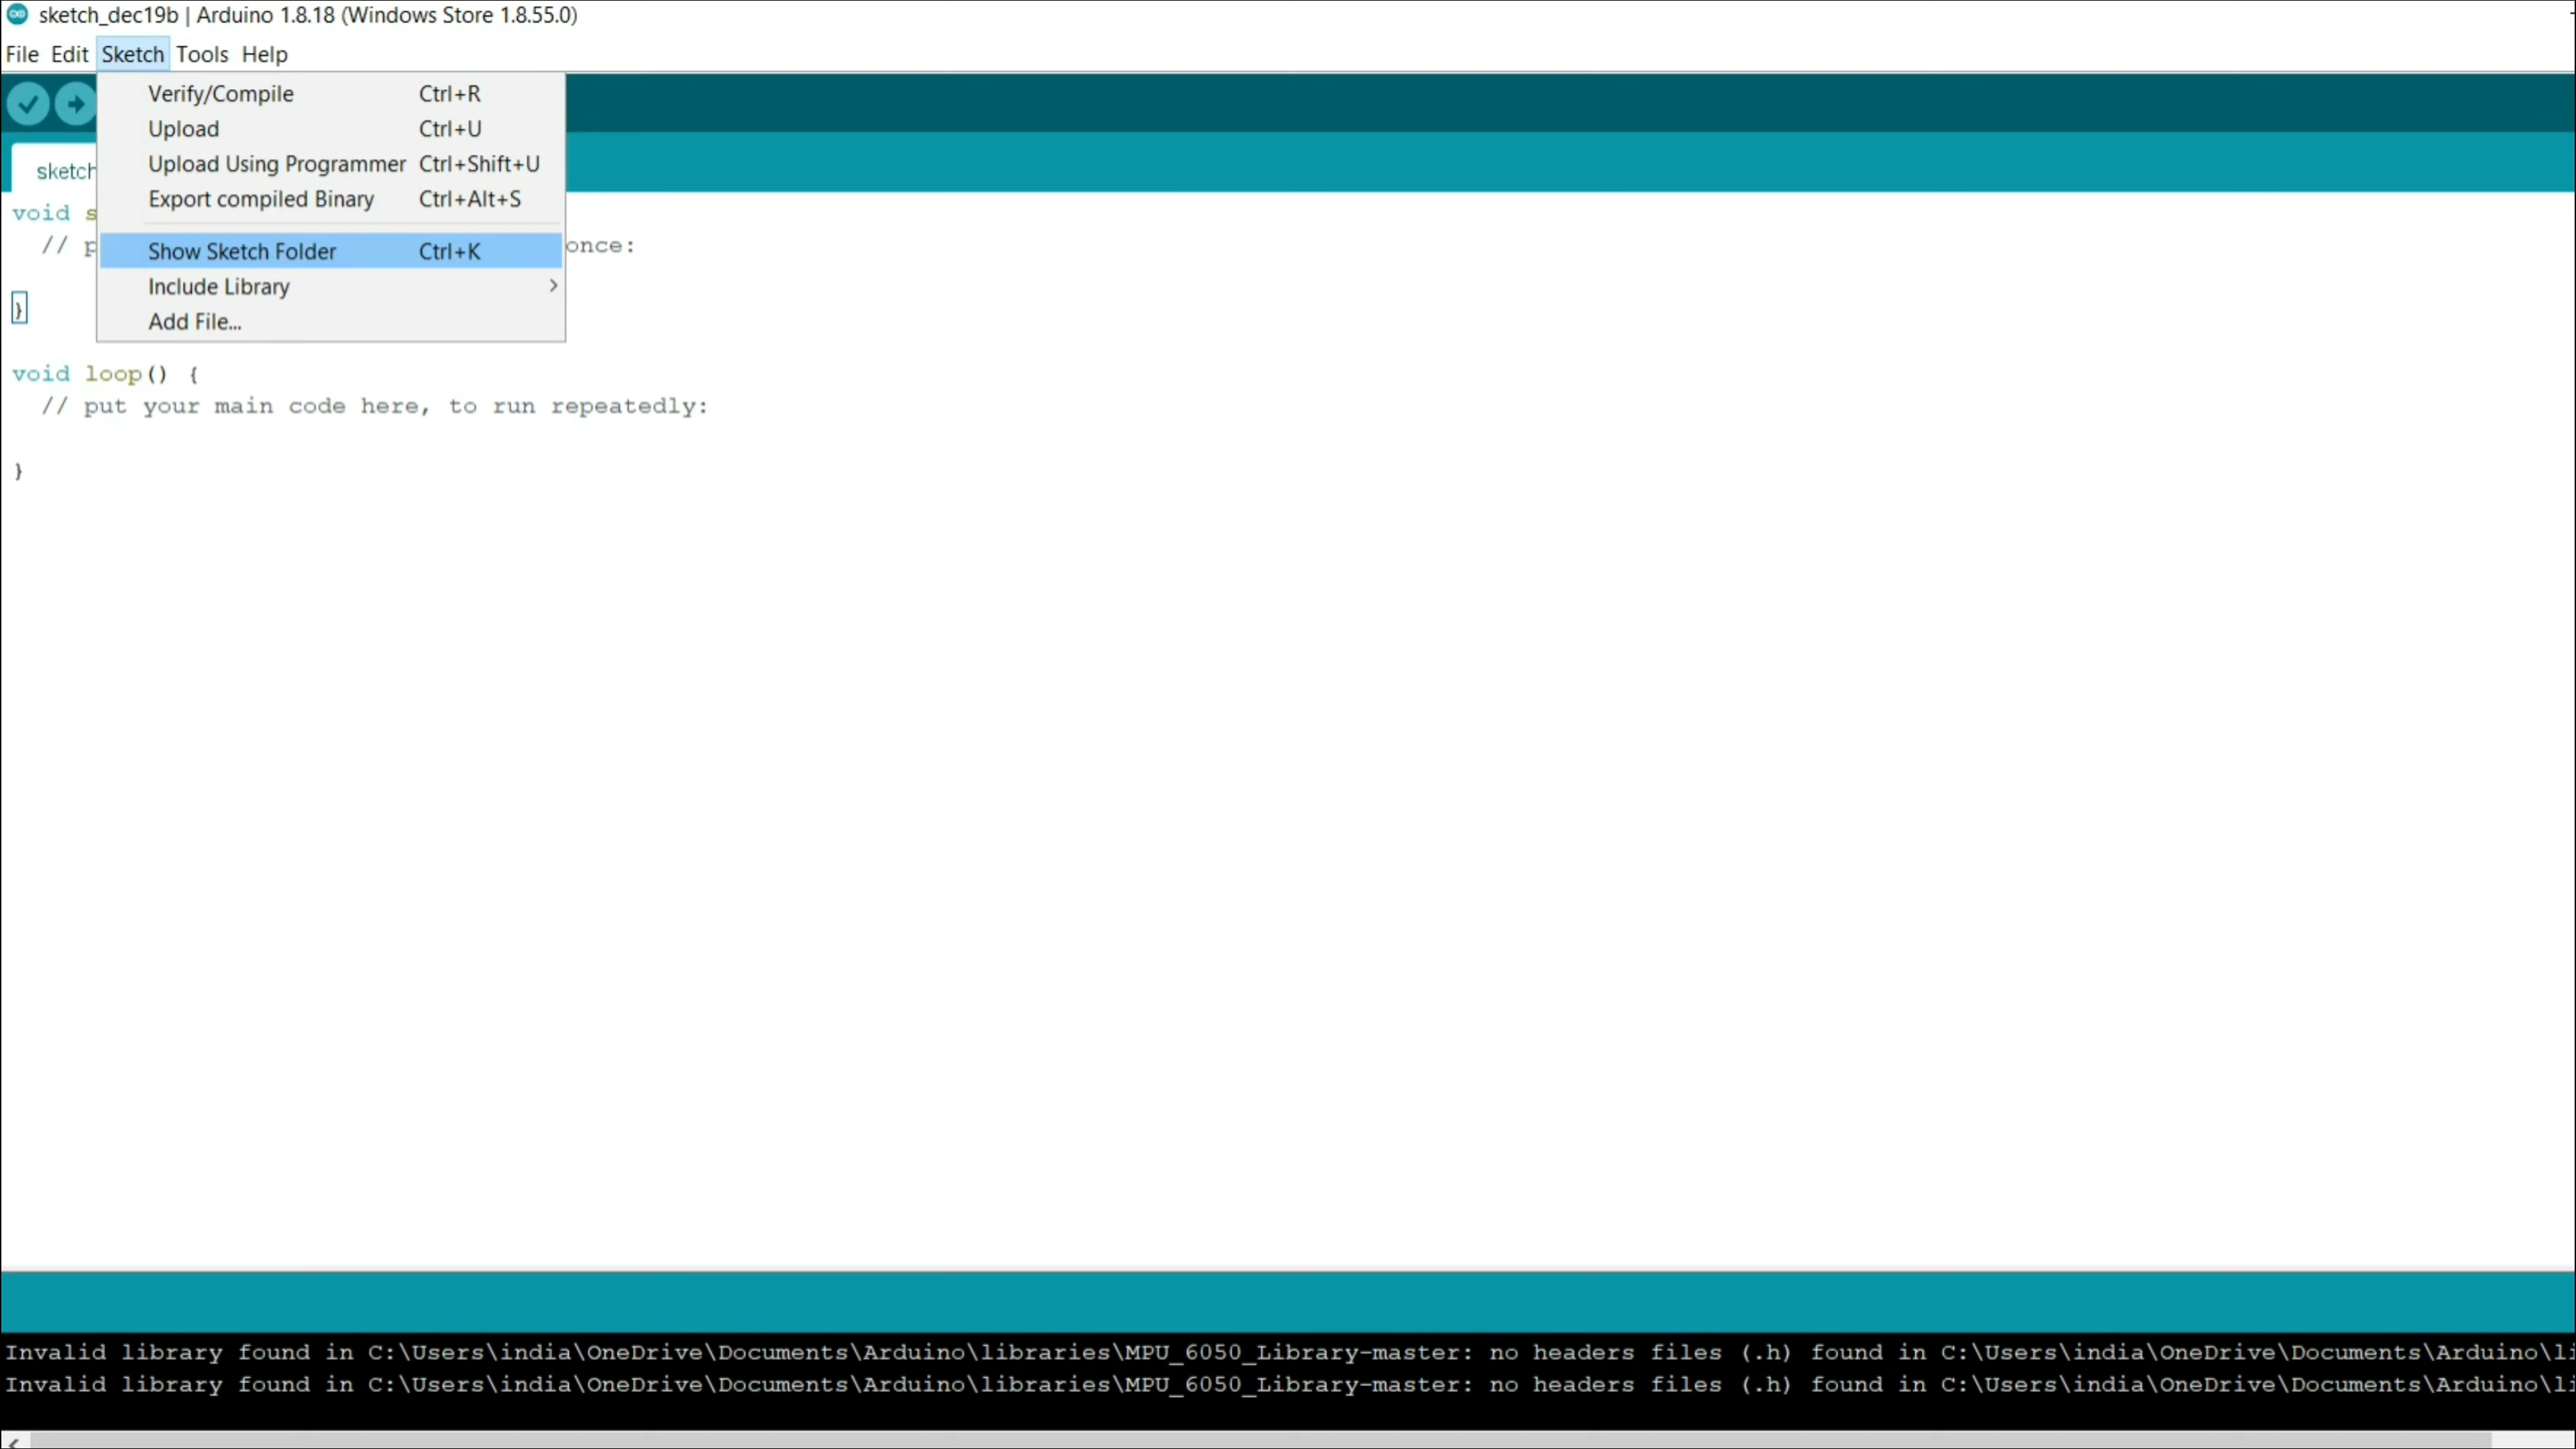 sketch_dec19b | Arduino 1.8.18 (Windows Store 1.8.55.0)
File Edit Sketch Tools Help
Verify/Compile Ctrl+R
Upload Ctrl+U
Upload Using Programmer Ctrl+Shift+U
Export compiled Binary Ctrl+Alt+S
Show Sketch Folder Ctrl+K
Include Library
Add File...
sketch
void s
// p once:
}
void loop() {
// put your main code here, to run repeatedly:
}
Invalid library found in C:\Users\india\OneDrive\Documents\Arduino\libraries\MPU_6050_Library-master: no headers files (.h) found in C:\Users\india\OneDrive\Documents\Arduino\li
Invalid library found in C:\Users\india\OneDrive\Documents\Arduino\libraries\MPU_6050_Library-master: no headers files (.h) found in C:\Users\india\OneDrive\Documents\Arduino\li